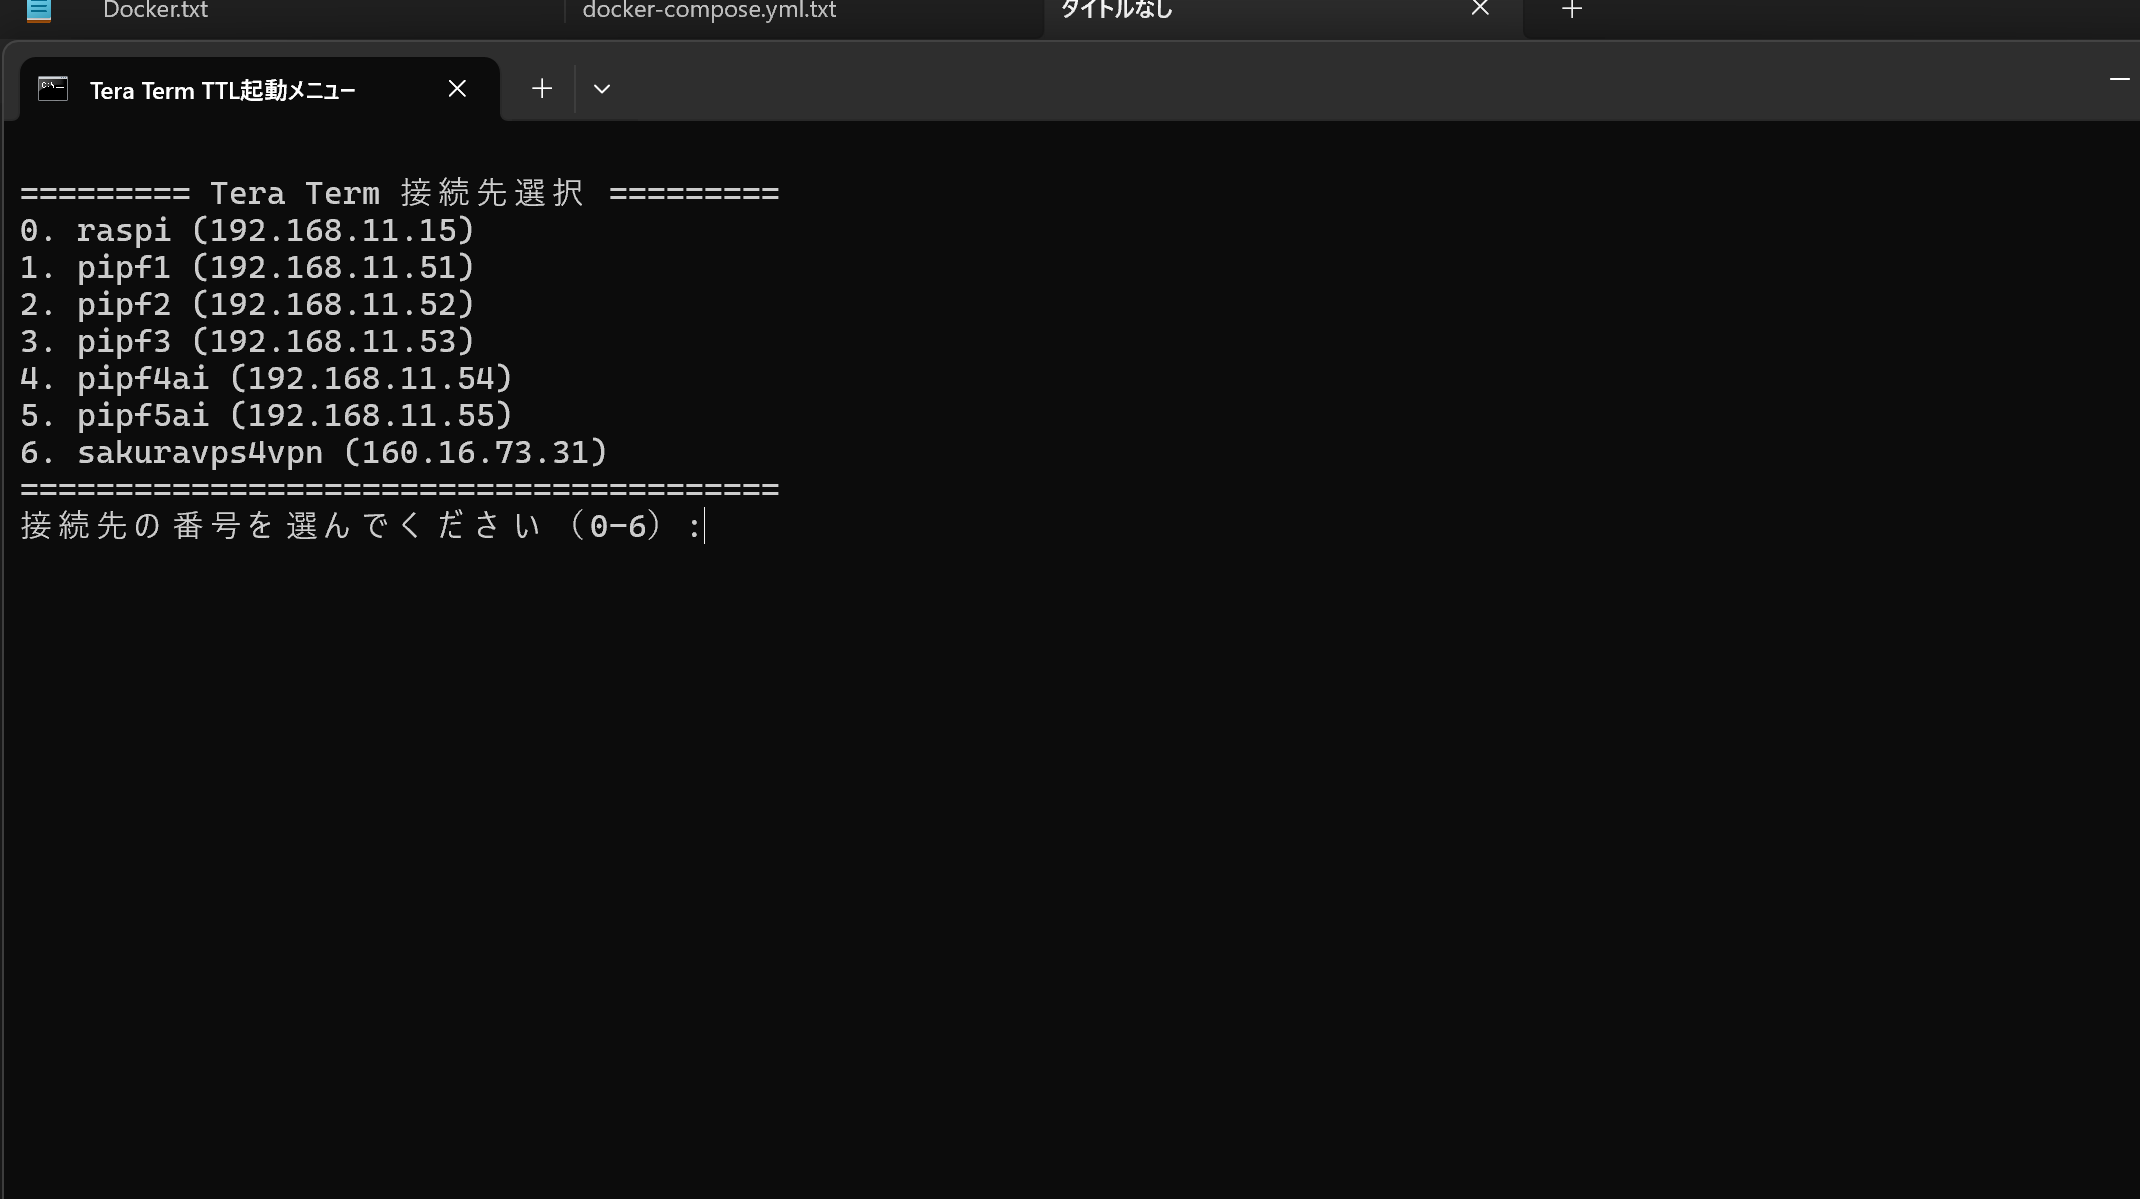 Docker.txt
docker-compose.yml.txt
タイトルなし
Tera Term TTL起動メニュー
========= Tera Term 接続先選択 =========
0. raspi (192.168.11.15)
1. pipf1 (192.168.11.51)
2. pipf2 (192.168.11.52)
3. pipf3 (192.168.11.53)
4. pipf4ai (192.168.11.54)
5. pipf5ai (192.168.11.55)
6. sakuravps4vpn (160.16.73.31)
========================================
接続先の番号を選んでください（0-6）: